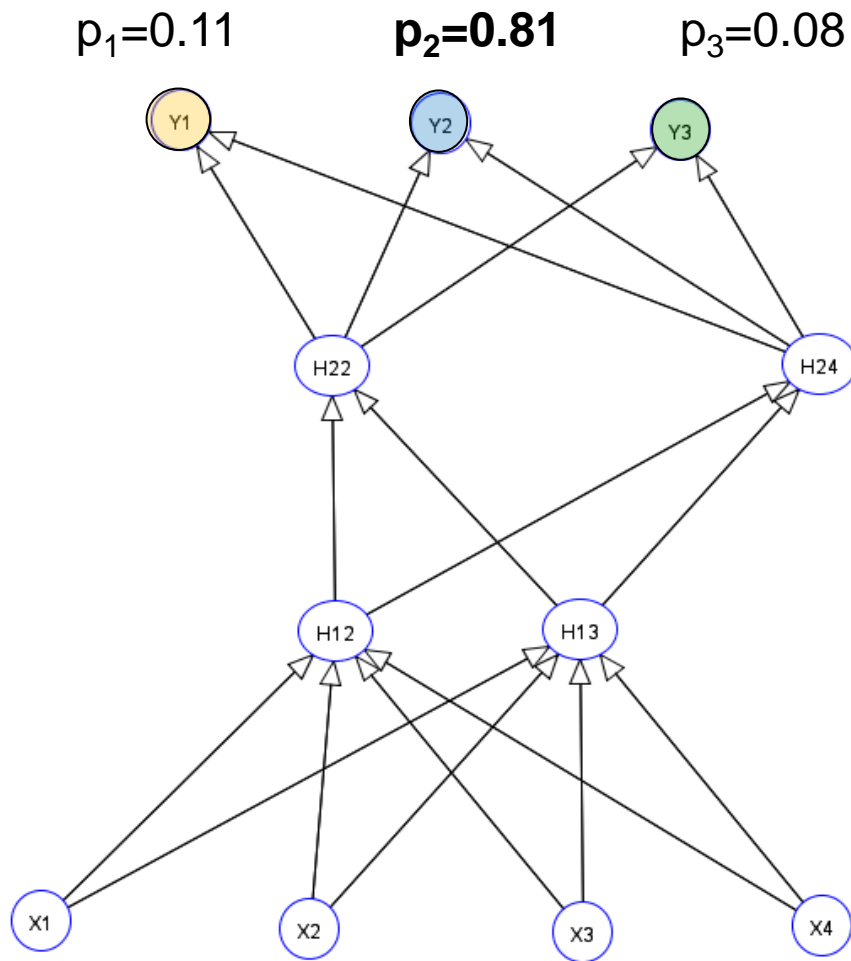 p₁=0.11 p₂=0.81 p₃=0.08
Y1 Y2 Y3
H22 H24
H12 H13
X1 X2 X3 X4